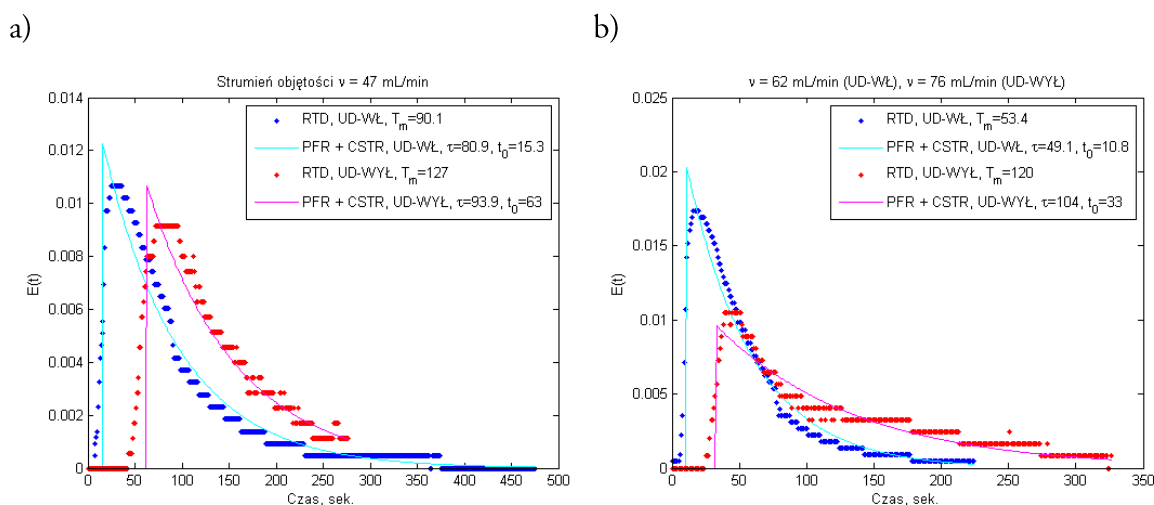 a)
Strumień objętości ν = 47 mL/min
RTD, UD-WŁ, T_m=90.1
PFR + CSTR, UD-WŁ, τ=80.9, t_0=15.3
RTD, UD-WYŁ, T_m=127
PFR + CSTR, UD-WYŁ, τ=93.9, t_0=63
E(t)
0.014
0.012
0.01
0.008
0.006
0.004
0.002
0
0 50 100 150 200 250 300 350 400 450 500
Czas, sek.
b)
ν = 62 mL/min (UD-WŁ), ν = 76 mL/min (UD-WYŁ)
RTD, UD-WŁ, T_m=53.4
PFR + CSTR, UD-WŁ, τ=49.1, t_0=10.8
RTD, UD-WYŁ, T_m=120
PFR + CSTR, UD-WYŁ, τ=104, t_0=33
E(t)
0.025
0.02
0.015
0.01
0.005
0
0 50 100 150 200 250 300 350
Czas, sek.